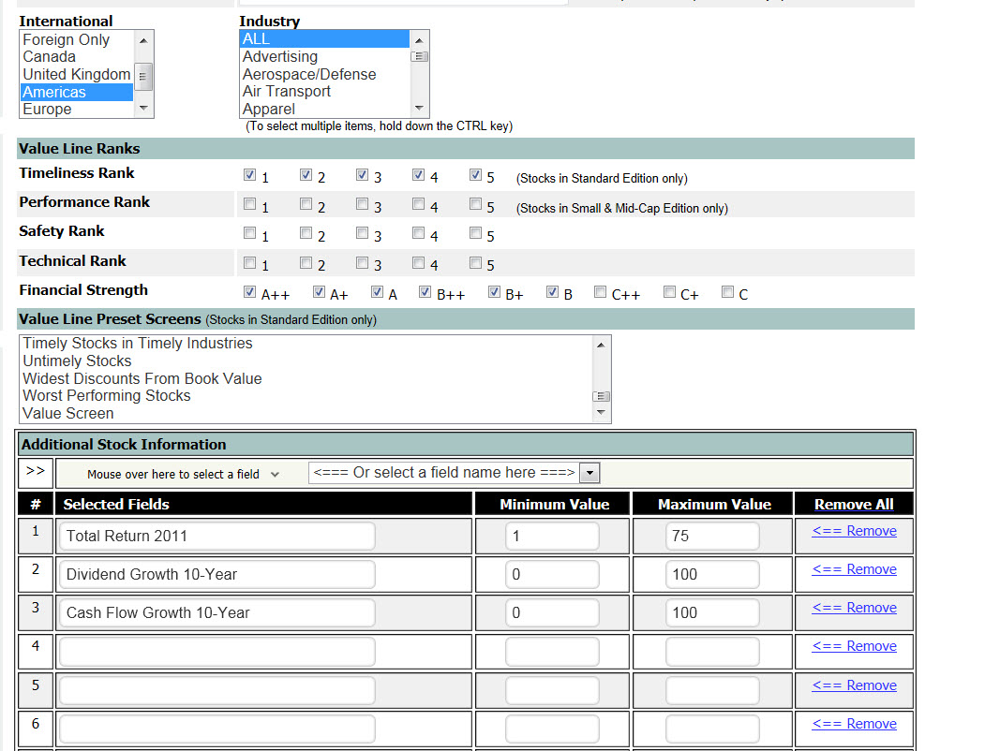 International Industry
Foreign Only
Canada
United Kingdom
Americas
Europe
ALL
Advertising
Aerospace/Defense
Air Transport
Apparel
(To select multiple items, hold down the CTRL key)
Value Line Ranks
Timeliness Rank 1 2 3 4 5 (Stocks in Standard Edition only)
Performance Rank 1 2 3 4 5 (Stocks in Small & Mid-Cap Edition only)
Safety Rank 1 2 3 4 5
Technical Rank 1 2 3 4 5
Financial Strength A++ A+ A B++ B+ B C++ C+ C
Value Line Preset Screens (Stocks in Standard Edition only)
Timely Stocks in Timely Industries
Untimely Stocks
Widest Discounts From Book Value
Worst Performing Stocks
Value Screen
Additional Stock Information
>> Mouse over here to select a field <=== Or select a field name here ===>
# Selected Fields Minimum Value Maximum Value Remove All
1 Total Return 2011 1 75 <== Remove
2 Dividend Growth 10-Year 0 100 <== Remove
3 Cash Flow Growth 10-Year 0 100 <== Remove
4 <== Remove
5 <== Remove
6 <== Remove